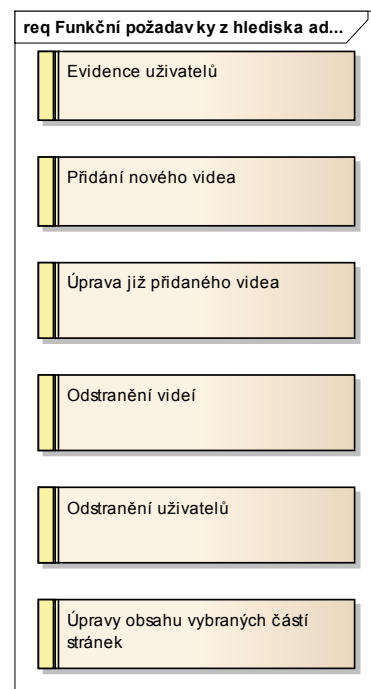 req Funkční požadavky z hlediska ad...
Evidence uživatelů
Přidání nového videa
Úprava již přidaného videa
Odstranění videí
Odstranění uživatelů
Úpravy obsahu vybraných částí
stránek